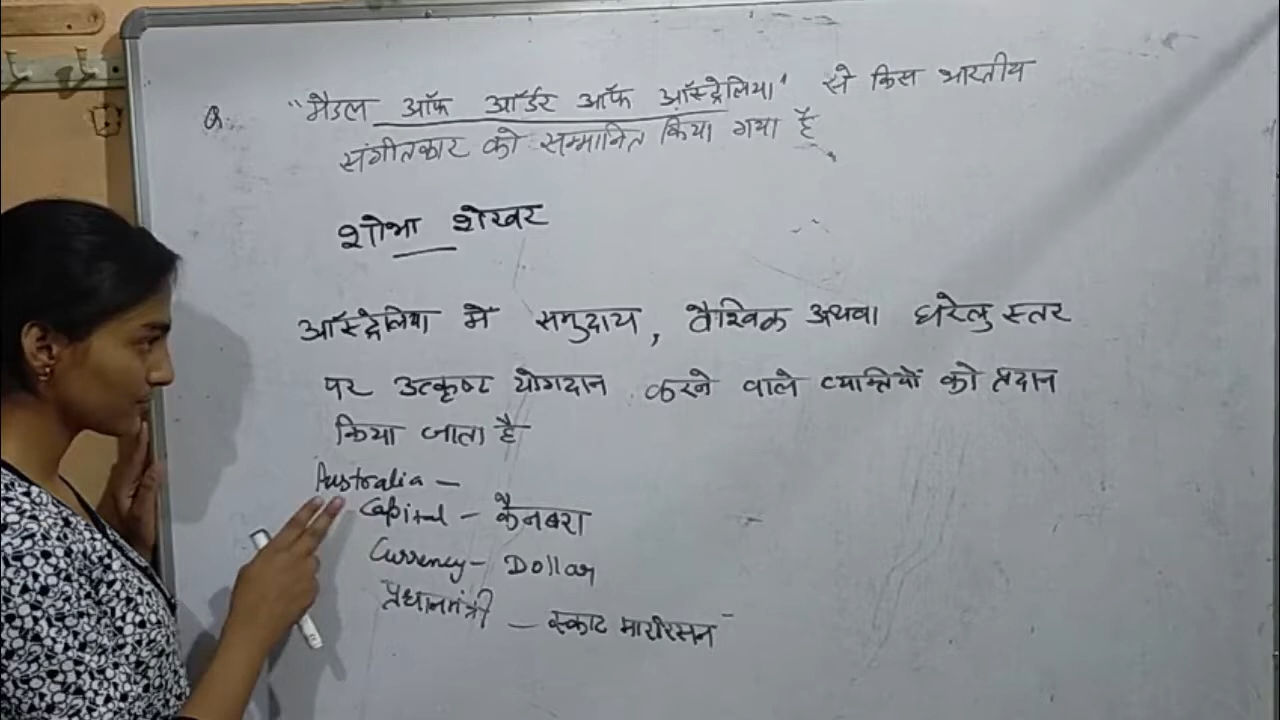 Q. "मैडल ऑफ ऑर्डर ऑफ ऑस्ट्रेलिया" से किस भारतीय
संगीतकार को सम्मानित किया गया है
शोभा शेखर
ऑस्ट्रेलिया में समुदाय, वैश्विक अथवा घरेलु स्तर
पर उत्कृष्ट योगदान करने वाले व्यक्तियों को प्रदान
किया जाता है
Australia -
Capital - कैनबरा
Currency - Dollar
प्रधानमंत्री - स्काट मारीसन